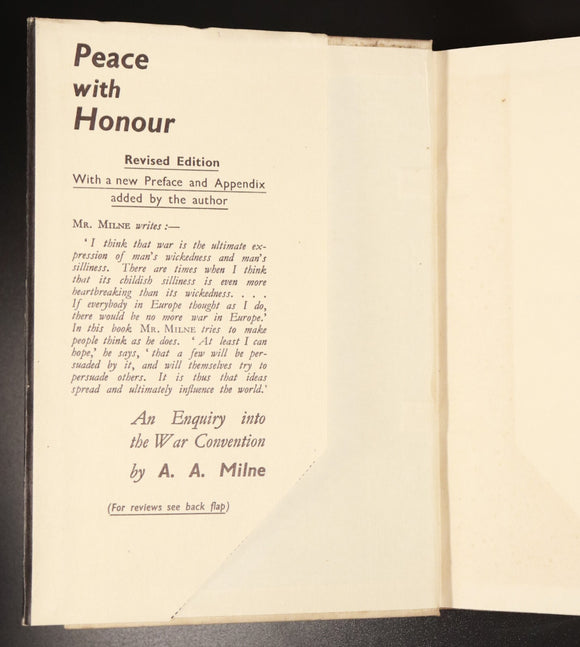 Peace
with
Honour
Revised Edition
With a new Preface and Appendix
added by the author
MR. MILNE writes :—
‘I think that war is the ultimate ex-
pression of man's wickedness and man's
silliness. There are times when I think
that its childish silliness is even more
heartbreaking than its wickedness. . . .
If everybody in Europe thought as I do,
there would be no more war in Europe.’
In this book MR. MILNE tries to make
people think as he does. ‘At least I can
hope,’ he says, ‘that a few will be per-
suaded by it, and will themselves try to
persuade others. It is thus that ideas
spread and ultimately influence the world.’
An Enquiry into
the War Convention
by A. A. Milne
(For reviews see back flap)